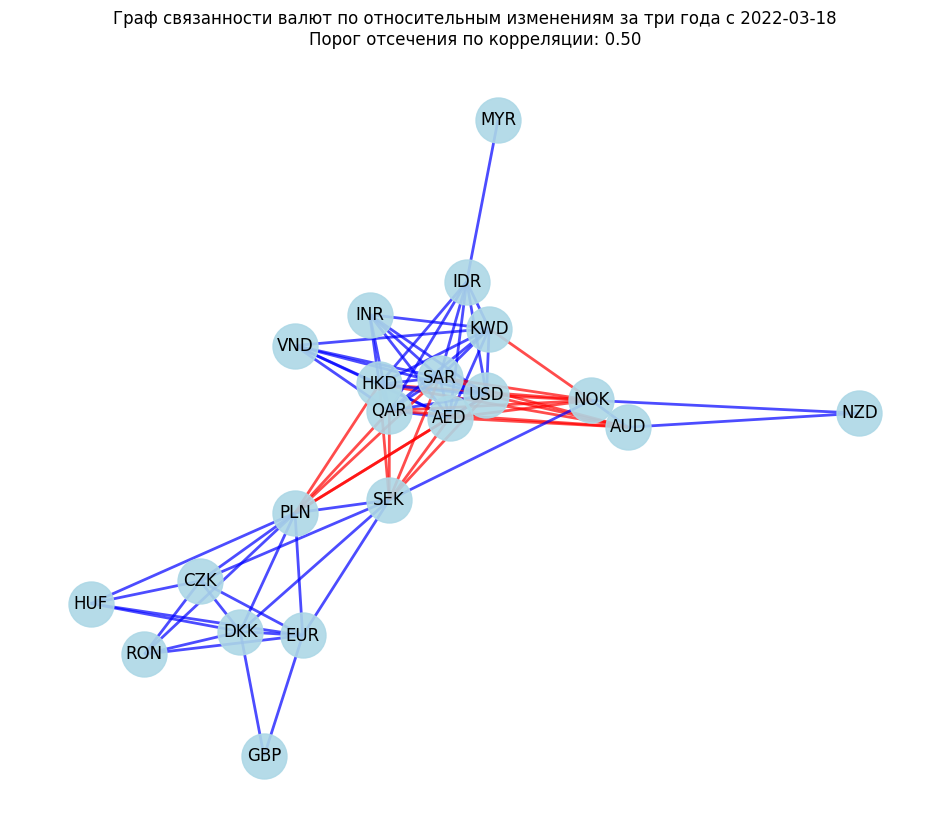 Граф связанности валют по относительным изменениям за три года с 2022-03-18
Порог отсечения по корреляции: 0.50
MYR
IDR
INR
KWD
VND
SAR
HKD
USD
NOK
QAR
NZD
AED
AUD
SEK
PLN
CZK
HUF
DKK
EUR
RON
GBP